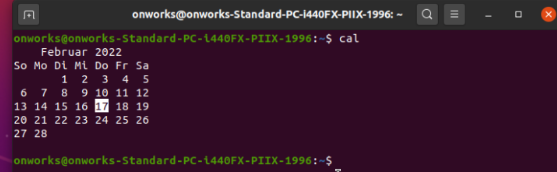 onworks@onworks-Standard-PC-i440FX-PIIX-1996: ~
onworks@onworks-Standard-PC-i440FX-PIIX-1996:~$ cal
Februar 2022
So Mo Di Mi Do Fr Sa
1 2 3 4 5
6 7 8 9 10 11 12
13 14 15 16 17 18 19
20 21 22 23 24 25 26
27 28
onworks@onworks-Standard-PC-i440FX-PIIX-1996:~$